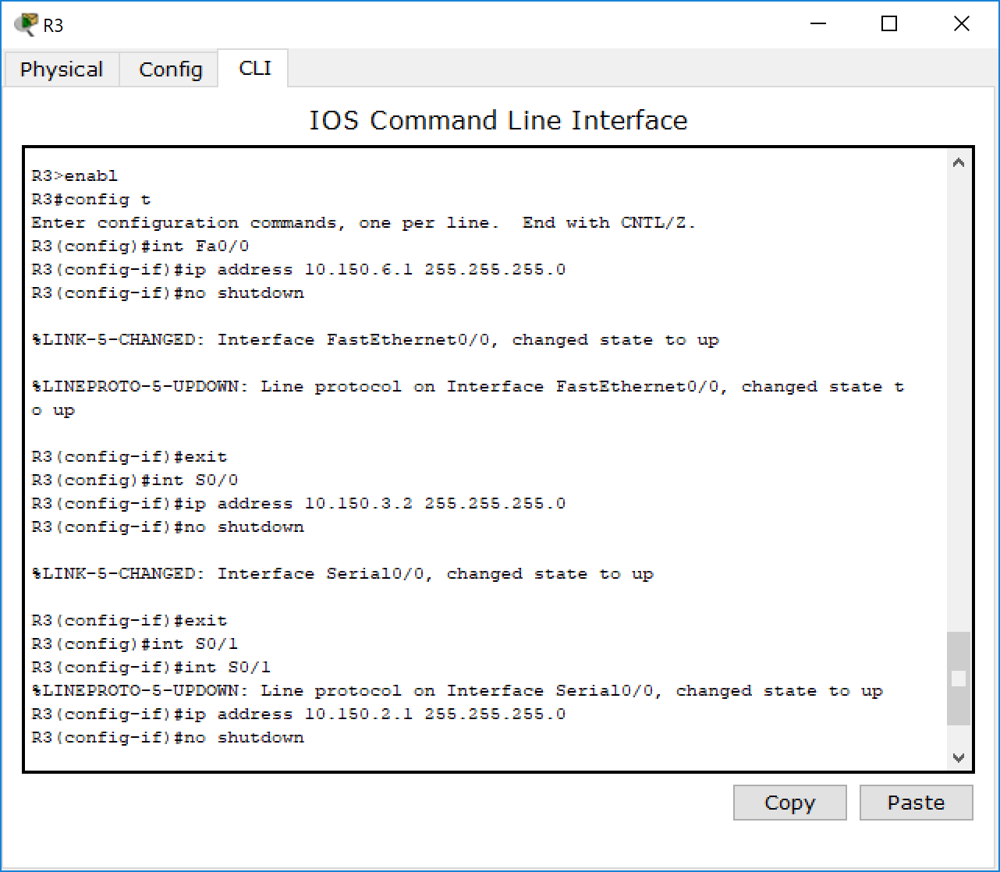 R3
Physical Config CLI
IOS Command Line Interface
R3>enabl
R3#config t
Enter configuration commands, one per line.  End with CNTL/Z.
R3(config)#int Fa0/0
R3(config-if)#ip address 10.150.6.1 255.255.255.0
R3(config-if)#no shutdown
%LINK-5-CHANGED: Interface FastEthernet0/0, changed state to up
%LINEPROTO-5-UPDOWN: Line protocol on Interface FastEthernet0/0, changed state t
o up
R3(config-if)#exit
R3(config)#int S0/0
R3(config-if)#ip address 10.150.3.2 255.255.255.0
R3(config-if)#no shutdown
%LINK-5-CHANGED: Interface Serial0/0, changed state to up
R3(config-if)#exit
R3(config)#int S0/1
R3(config-if)#int S0/1
%LINEPROTO-5-UPDOWN: Line protocol on Interface Serial0/0, changed state to up
R3(config-if)#ip address 10.150.2.1 255.255.255.0
R3(config-if)#no shutdown
Copy Paste